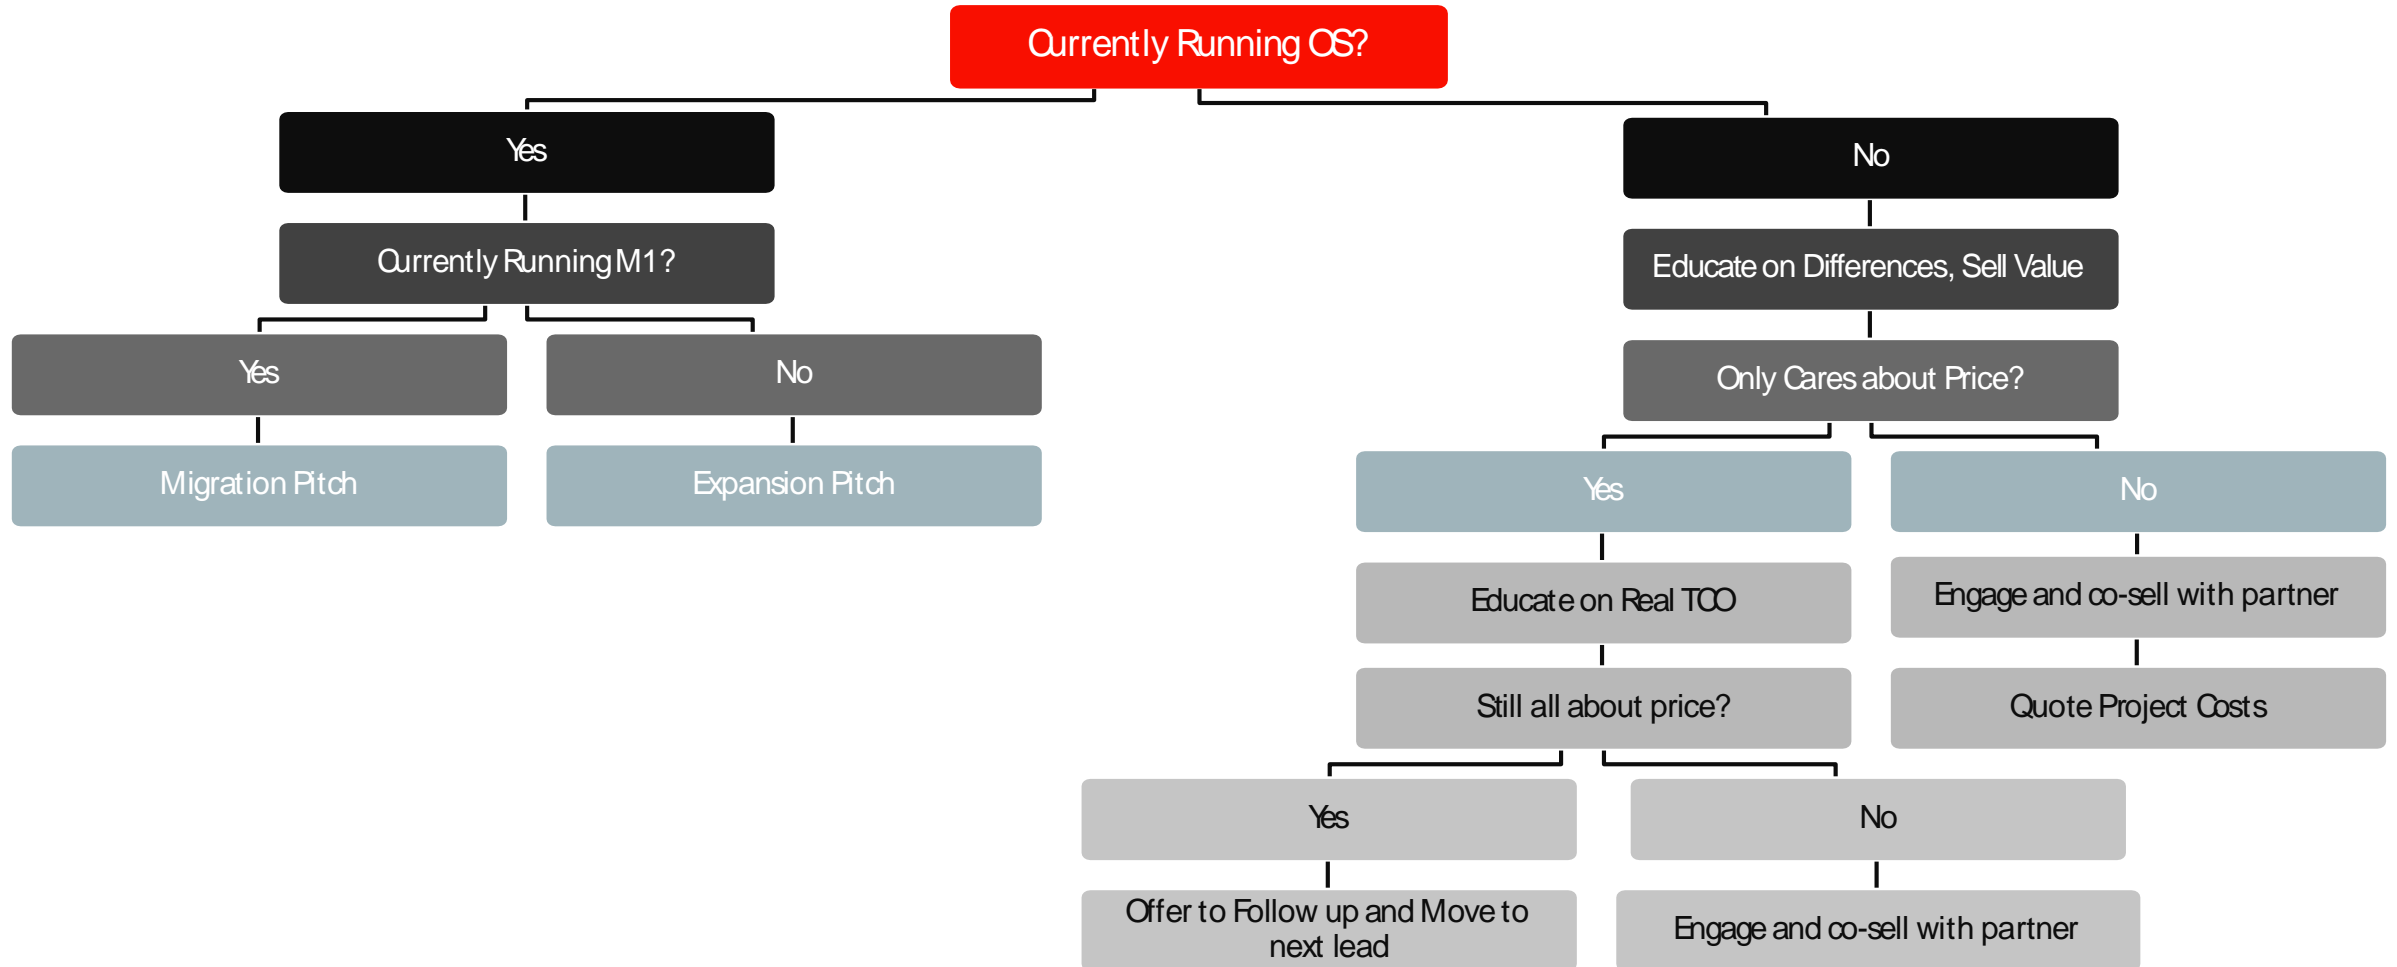 Currently Running OS?
Yes
No
Currently Running M1?
Educate on Differences, Sell Value
Yes
No
Only Cares about Price?
Migration Pitch
Expansion Pitch
Yes
No
Educate on Real TCO
Engage and co-sell with partner
Still all about price?
Quote Project Costs
Yes
No
Offer to Follow up and Move to
next lead
Engage and co-sell with partner